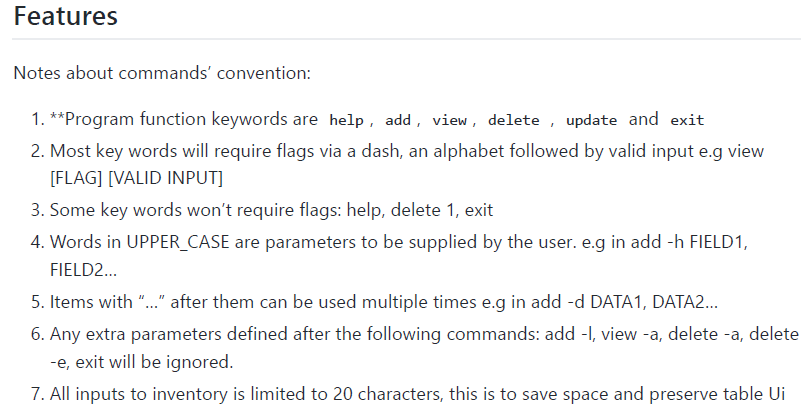 Features
Notes about commands’ convention:
1. **Program function keywords are help , add , view , delete , update and exit
2. Most key words will require flags via a dash, an alphabet followed by valid input e.g view
[FLAG] [VALID INPUT]
3. Some key words won’t require flags: help, delete 1, exit
4. Words in UPPER_CASE are parameters to be supplied by the user. e.g in add -h FIELD1,
FIELD2…
5. Items with “…” after them can be used multiple times e.g in add -d DATA1, DATA2…
6. Any extra parameters defined after the following commands: add -l, view -a, delete -a, delete
-e, exit will be ignored.
7. All inputs to inventory is limited to 20 characters, this is to save space and preserve table Ui